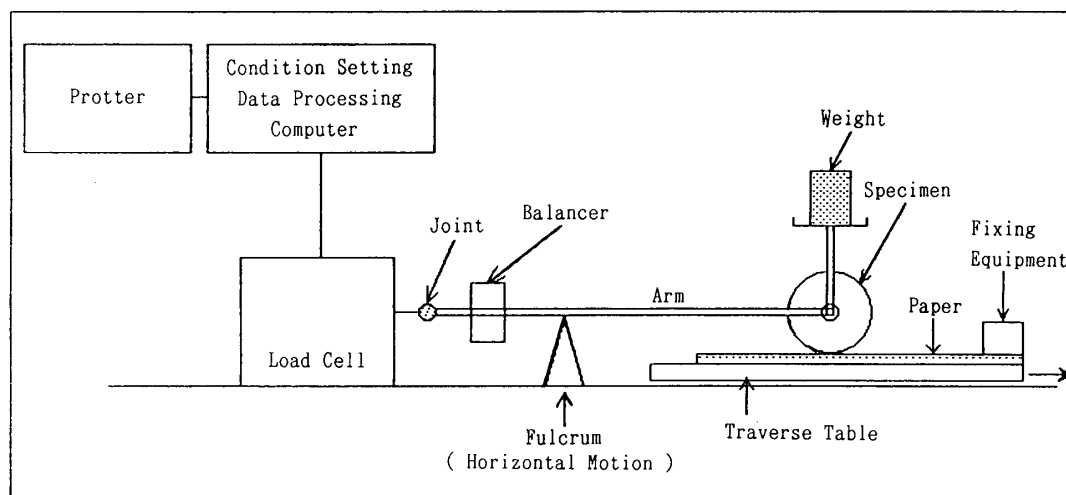 Protter
Condition Setting
Data Processing
Computer
Weight
Specimen
Balancer
Joint
Fixing
Equipment
Arm
Paper
Load Cell
Traverse Table
Fulcrum
( Horizontal Motion )